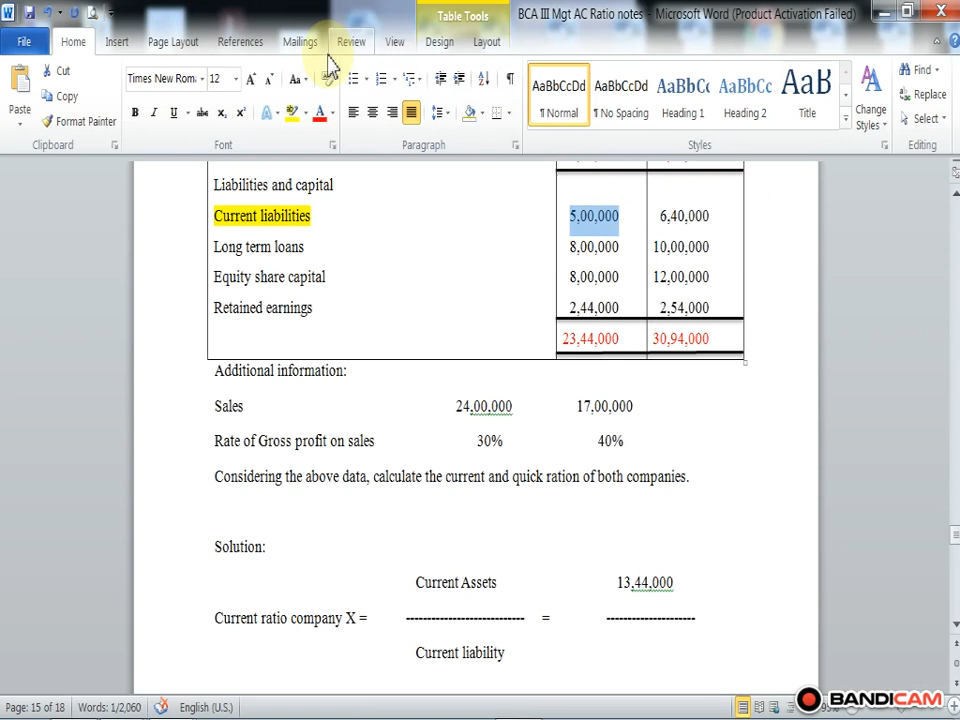 Table Tools
BCA III Mgt AC Ratio notes - Microsoft Word (Product Activation Failed)
File Home Insert Page Layout References Mailings Review View Design Layout
Paste
Cut
Copy
Format Painter
Times New Rom 12
AaBbCcDd AaBbCcDd AaBbCc AaBbCc AaB
¶ Normal ¶ No Spacing Heading 1 Heading 2 Title
Change Styles
Find
Replace
Select
Clipboard Font Paragraph Styles Editing
Liabilities and capital
Current liabilities 5,00,000 6,40,000
Long term loans 8,00,000 10,00,000
Equity share capital 8,00,000 12,00,000
Retained earnings 2,44,000 2,54,000
23,44,000 30,94,000
Additional information:
Sales 24,00,000 17,00,000
Rate of Gross profit on sales 30% 40%
Considering the above data, calculate the current and quick ration of both companies.
Solution:
Current Assets 13,44,000
Current ratio company X = ---------------------------- = ---------------------
Current liability
Page: 15 of 18 Words: 1/2,060 English (U.S.)
BANDICAM